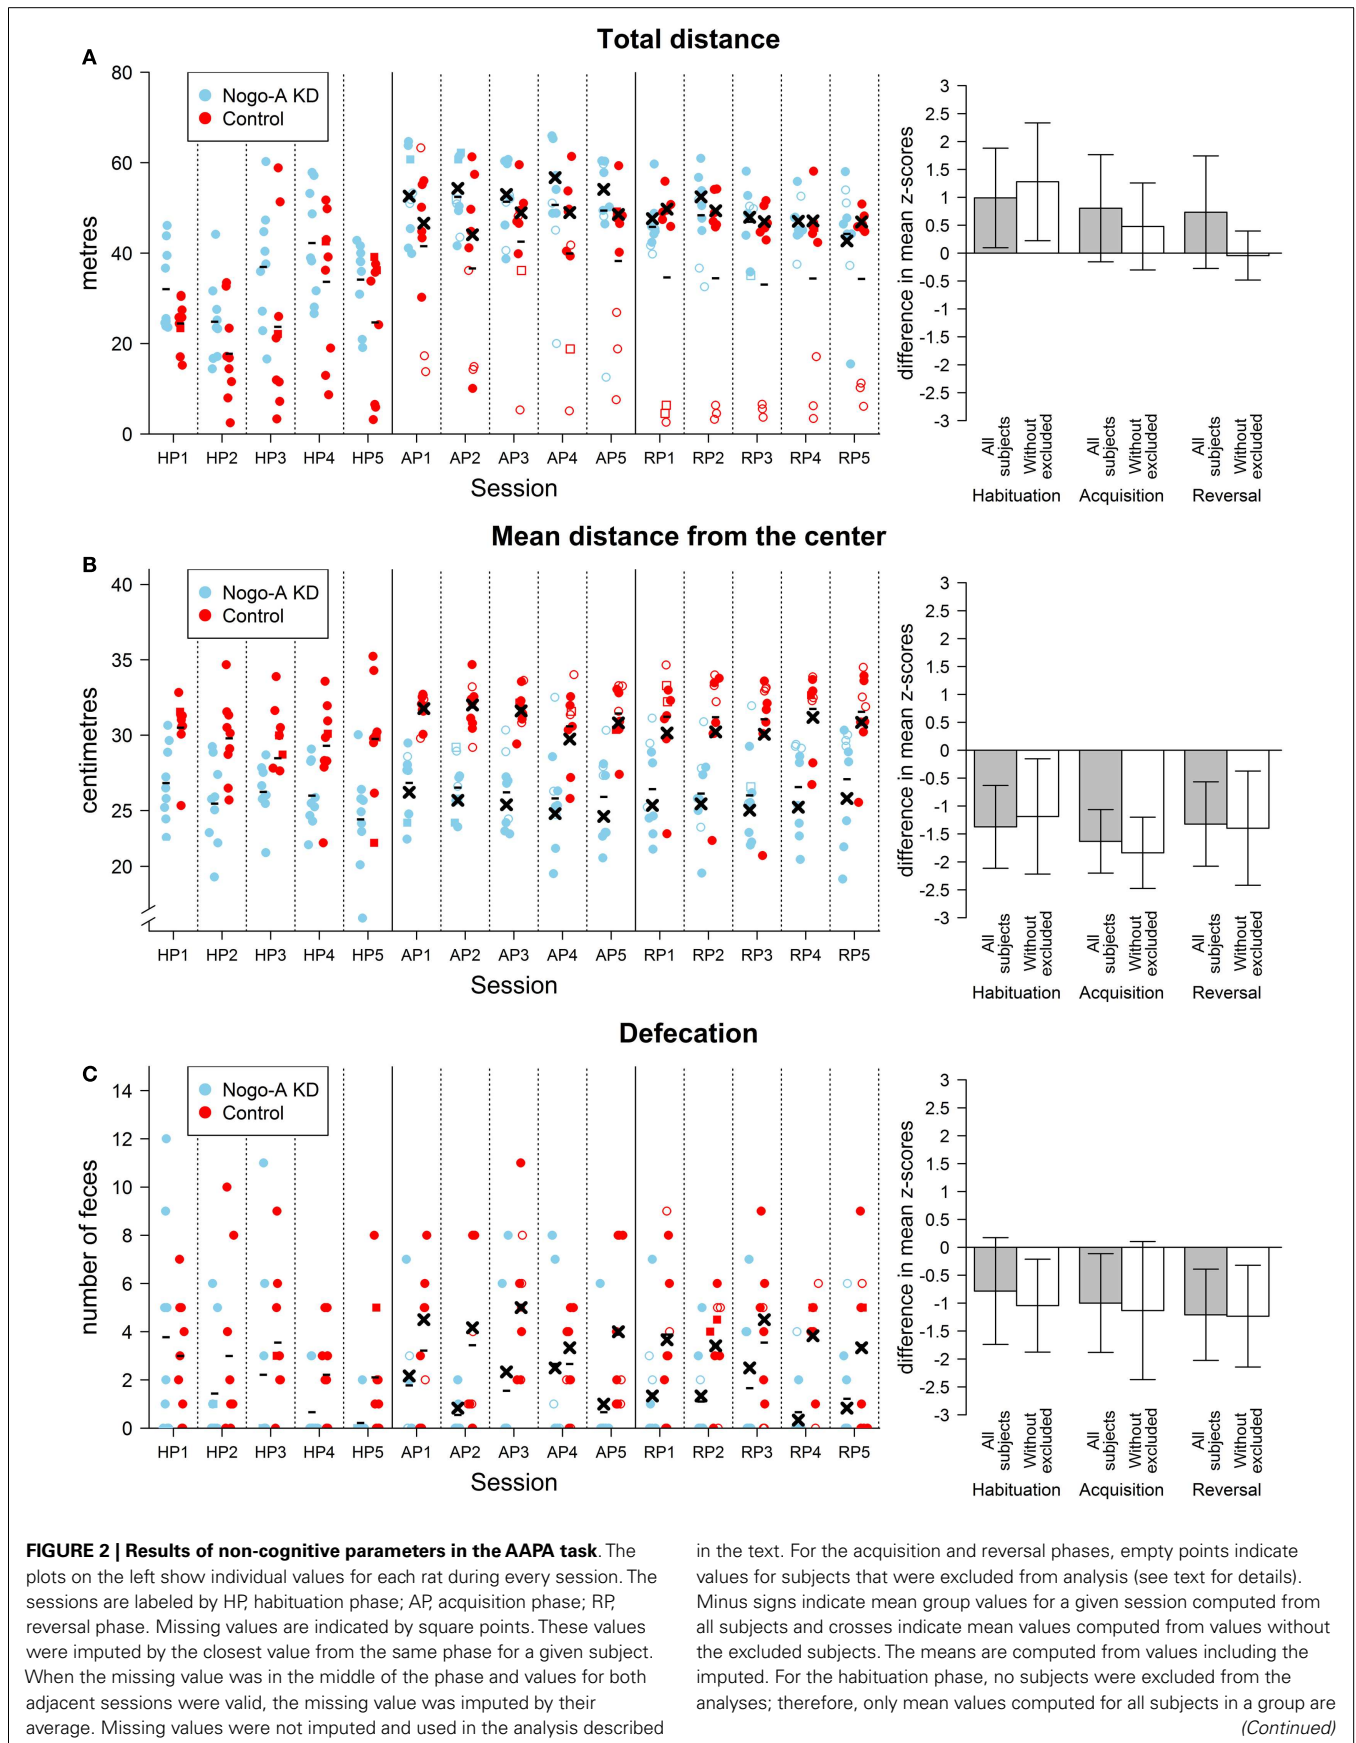 Total distance
A
80
60
40
20
0
metres
Nogo-A KD
Control
HP1 HP2 HP3 HP4 HP5 AP1 AP2 AP3 AP4 AP5 RP1 RP2 RP3 RP4 RP5
Session
3
2.5
2
1.5
1
0.5
0
-0.5
-1
-1.5
-2
-2.5
-3
difference in mean z-scores
All subjects Without excluded All subjects Without excluded All subjects Without excluded
Habituation Acquisition Reversal
Mean distance from the center
B
40
35
30
25
20
centimetres
Nogo-A KD
Control
HP1 HP2 HP3 HP4 HP5 AP1 AP2 AP3 AP4 AP5 RP1 RP2 RP3 RP4 RP5
Session
3
2.5
2
1.5
1
0.5
0
-0.5
-1
-1.5
-2
-2.5
-3
difference in mean z-scores
All subjects Without excluded All subjects Without excluded All subjects Without excluded
Habituation Acquisition Reversal
Defecation
C
14
12
10
8
6
4
2
0
number of feces
Nogo-A KD
Control
HP1 HP2 HP3 HP4 HP5 AP1 AP2 AP3 AP4 AP5 RP1 RP2 RP3 RP4 RP5
Session
3
2.5
2
1.5
1
0.5
0
-0.5
-1
-1.5
-2
-2.5
-3
difference in mean z-scores
All subjects Without excluded All subjects Without excluded All subjects Without excluded
Habituation Acquisition Reversal
FIGURE 2 | Results of non-cognitive parameters in the AAPA task. The
plots on the left show individual values for each rat during every session. The
sessions are labeled by HP, habituation phase; AP, acquisition phase; RP,
reversal phase. Missing values are indicated by square points. These values
were imputed by the closest value from the same phase for a given subject.
When the missing value was in the middle of the phase and values for both
adjacent sessions were valid, the missing value was imputed by their
average. Missing values were not imputed and used in the analysis described
in the text. For the acquisition and reversal phases, empty points indicate
values for subjects that were excluded from analysis (see text for details).
Minus signs indicate mean group values for a given session computed from
all subjects and crosses indicate mean values computed from values without
the excluded subjects. The means are computed from values including the
imputed. For the habituation phase, no subjects were excluded from the
analyses; therefore, only mean values computed for all subjects in a group are
(Continued)